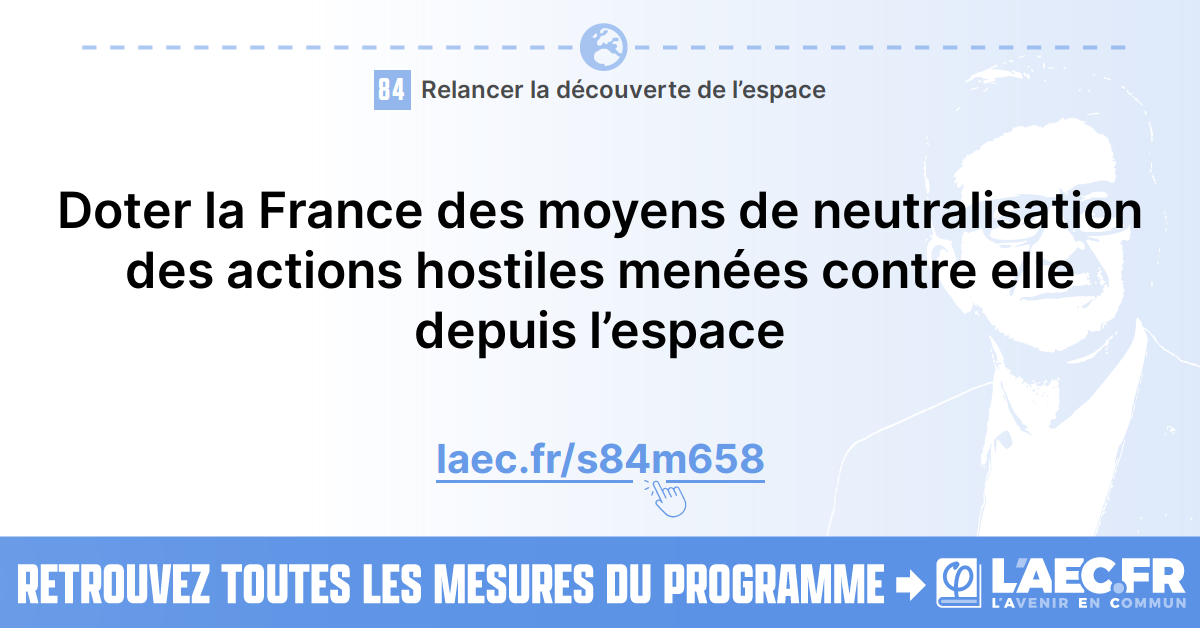 84 Relancer la découverte de l’espace
Doter la France des moyens de neutralisation
des actions hostiles menées contre elle
depuis l’espace
laec.fr/s84m658
RETROUVEZ TOUTES LES MESURES DU PROGRAMME
L'AEC.FR
L'AVENIR EN COMMUN